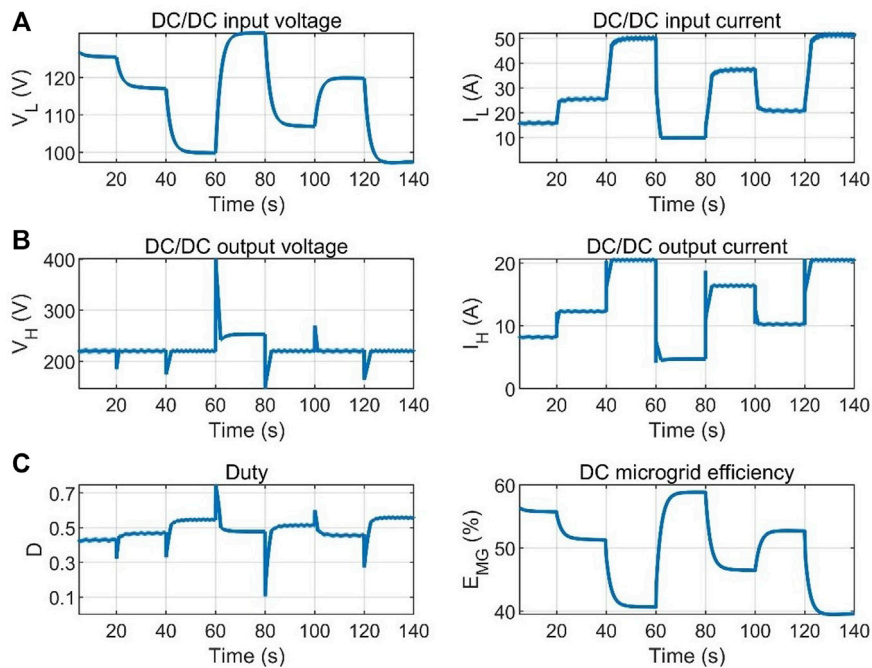 A
DC/DC input voltage
V_L (V)
120
110
100
20 40 60 80 100 120 140
Time (s)
DC/DC input current
I_L (A)
50
40
30
20
10
20 40 60 80 100 120 140
Time (s)
B
DC/DC output voltage
V_H (V)
400
300
200
20 40 60 80 100 120 140
Time (s)
DC/DC output current
I_H (A)
20
10
0
20 40 60 80 100 120 140
Time (s)
C
Duty
D
0.7
0.5
0.3
0.1
20 40 60 80 100 120 140
Time (s)
DC microgrid efficiency
E_MG (%)
60
50
40
20 40 60 80 100 120 140
Time (s)